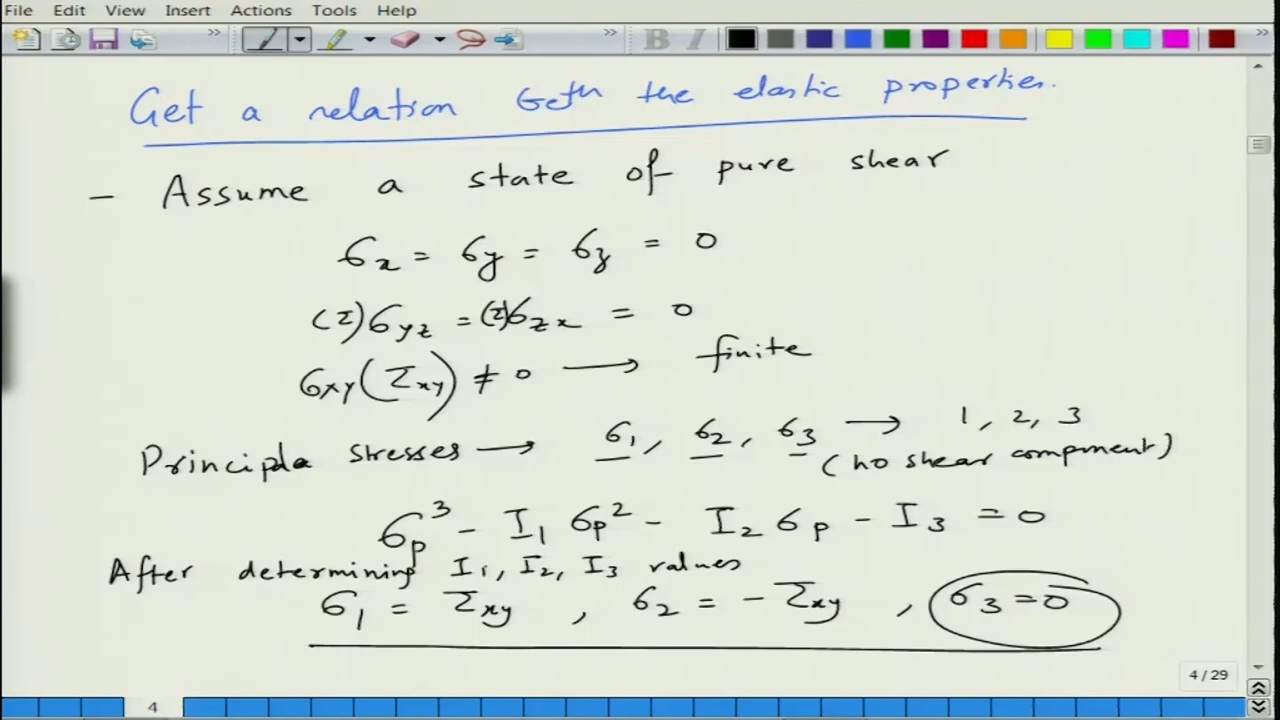 File Edit View Insert Actions Tools Help
Get a relation betn the elastic properties.
- Assume a state of pure shear
σx = σy = σz = 0
(τ)σyz = (τ)σzx = 0
σxy(τxy) ≠ 0 → finite
Principla stresses → σ1, σ2, σ3 → 1, 2, 3
(no shear component)
σp³ - I1 σp² - I2 σp - I3 = 0
After determining I1, I2, I3 values
σ1 = τxy , σ2 = - τxy , σ3 = 0
4 / 29
4